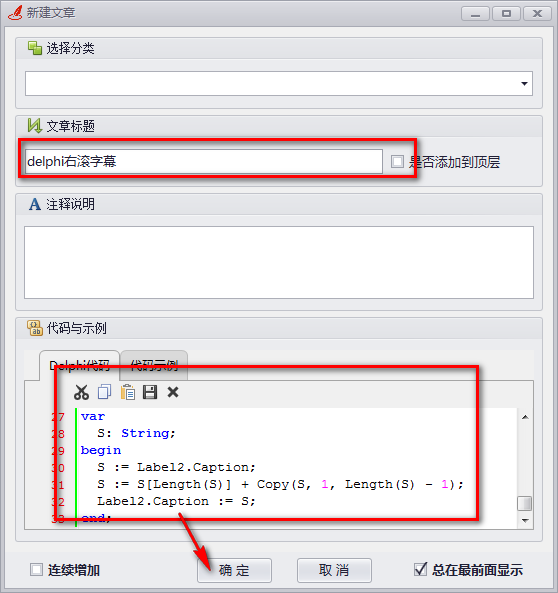 新建文章
选择分类
文章标题
delphi右滚字幕
是否添加到顶层
A 注释说明
代码与示例
Delphi代码 代码示例
27 var
28 S: String;
29 begin
30 S := Label2.Caption;
31 S := S[Length(S)] + Copy(S, 1, Length(S) - 1);
32 Label2.Caption := S;
33 end;
连续增加 确 定 取 消 总在最前面显示